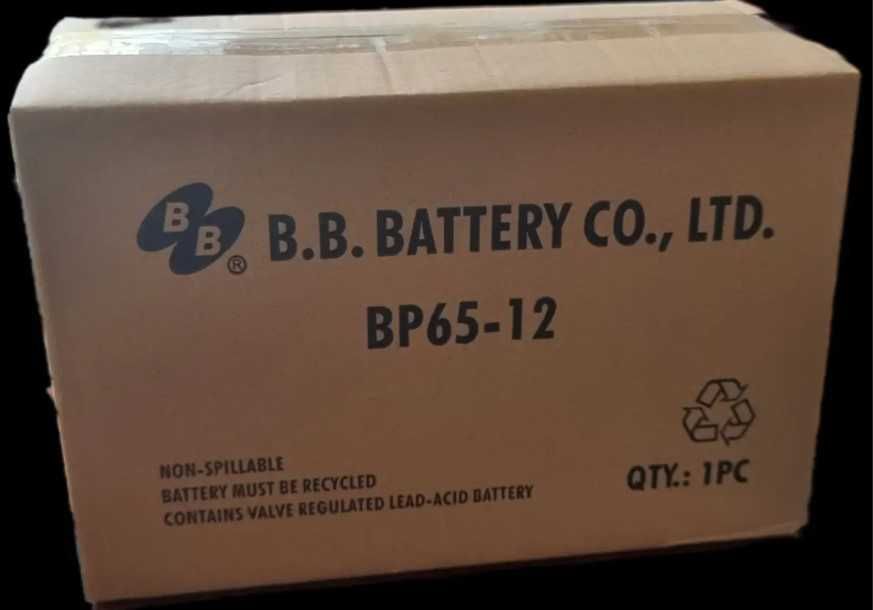 B B ® B.B. BATTERY CO., LTD.
BP65-12
NON-SPILLABLE
BATTERY MUST BE RECYCLED
CONTAINS VALVE REGULATED LEAD-ACID BATTERY
QTY.: 1PC